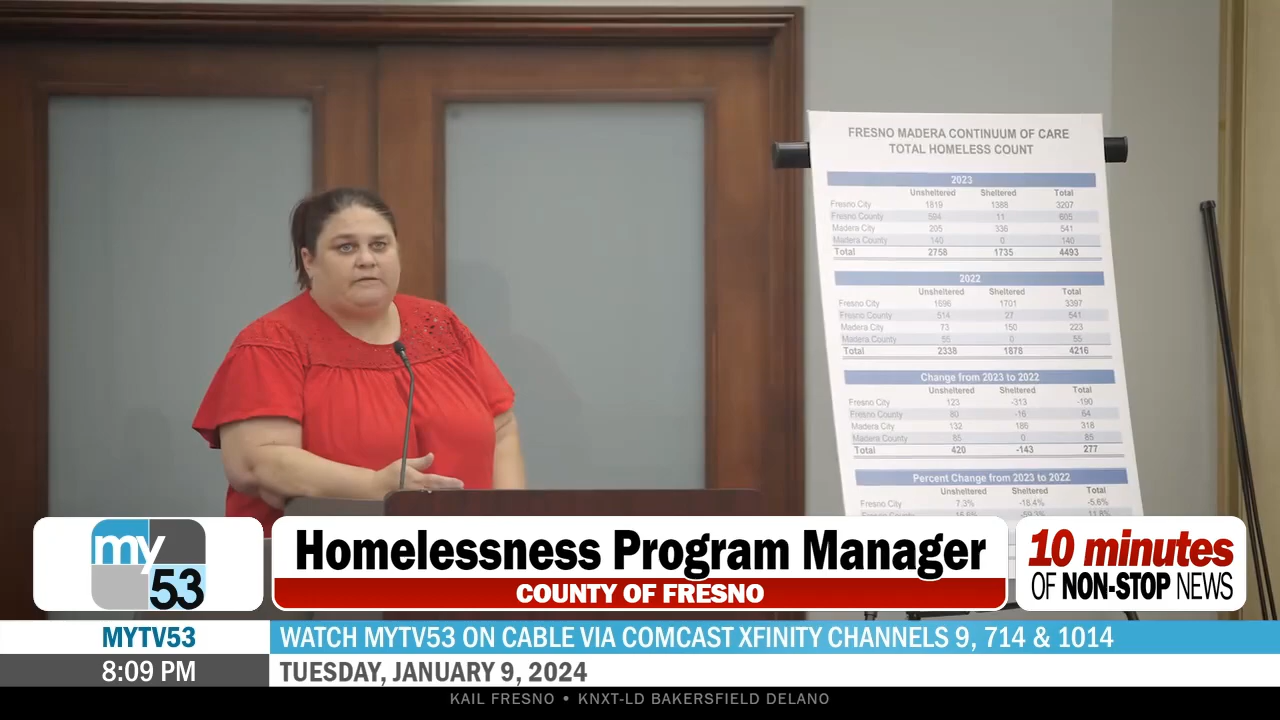 FRESNO MADERA CONTINUUM OF CARE
TOTAL HOMELESS COUNT
2023
Unsheltered Sheltered Total
Fresno City 1819 1388 3207
Fresno County 594 11 605
Madera City 205 336 541
Madera County 140 0 140
Total 2758 1735 4493
2022
Unsheltered Sheltered Total
Fresno City 1696 1701 3397
Fresno County 514 27 541
Madera City 73 150 223
Madera County 55 0 55
Total 2338 1878 4216
Change from 2023 to 2022
Unsheltered Sheltered Total
Fresno City 123 -313 -190
Fresno County 80 -16 64
Madera City 132 186 318
Madera County 85 0 85
Total 420 -143 277
Percent Change from 2023 to 2022
Unsheltered Sheltered Total
Fresno City 7.3% -18.4% -5.6%
my
53
Homelessness Program Manager
COUNTY OF FRESNO
10 minutes
OF NON-STOP NEWS
MYTV53 WATCH MYTV53 ON CABLE VIA COMCAST XFINITY CHANNELS 9, 714 & 1014
8:09 PM TUESDAY, JANUARY 9, 2024
KAIL FRESNO • KNXT-LD BAKERSFIELD DELANO